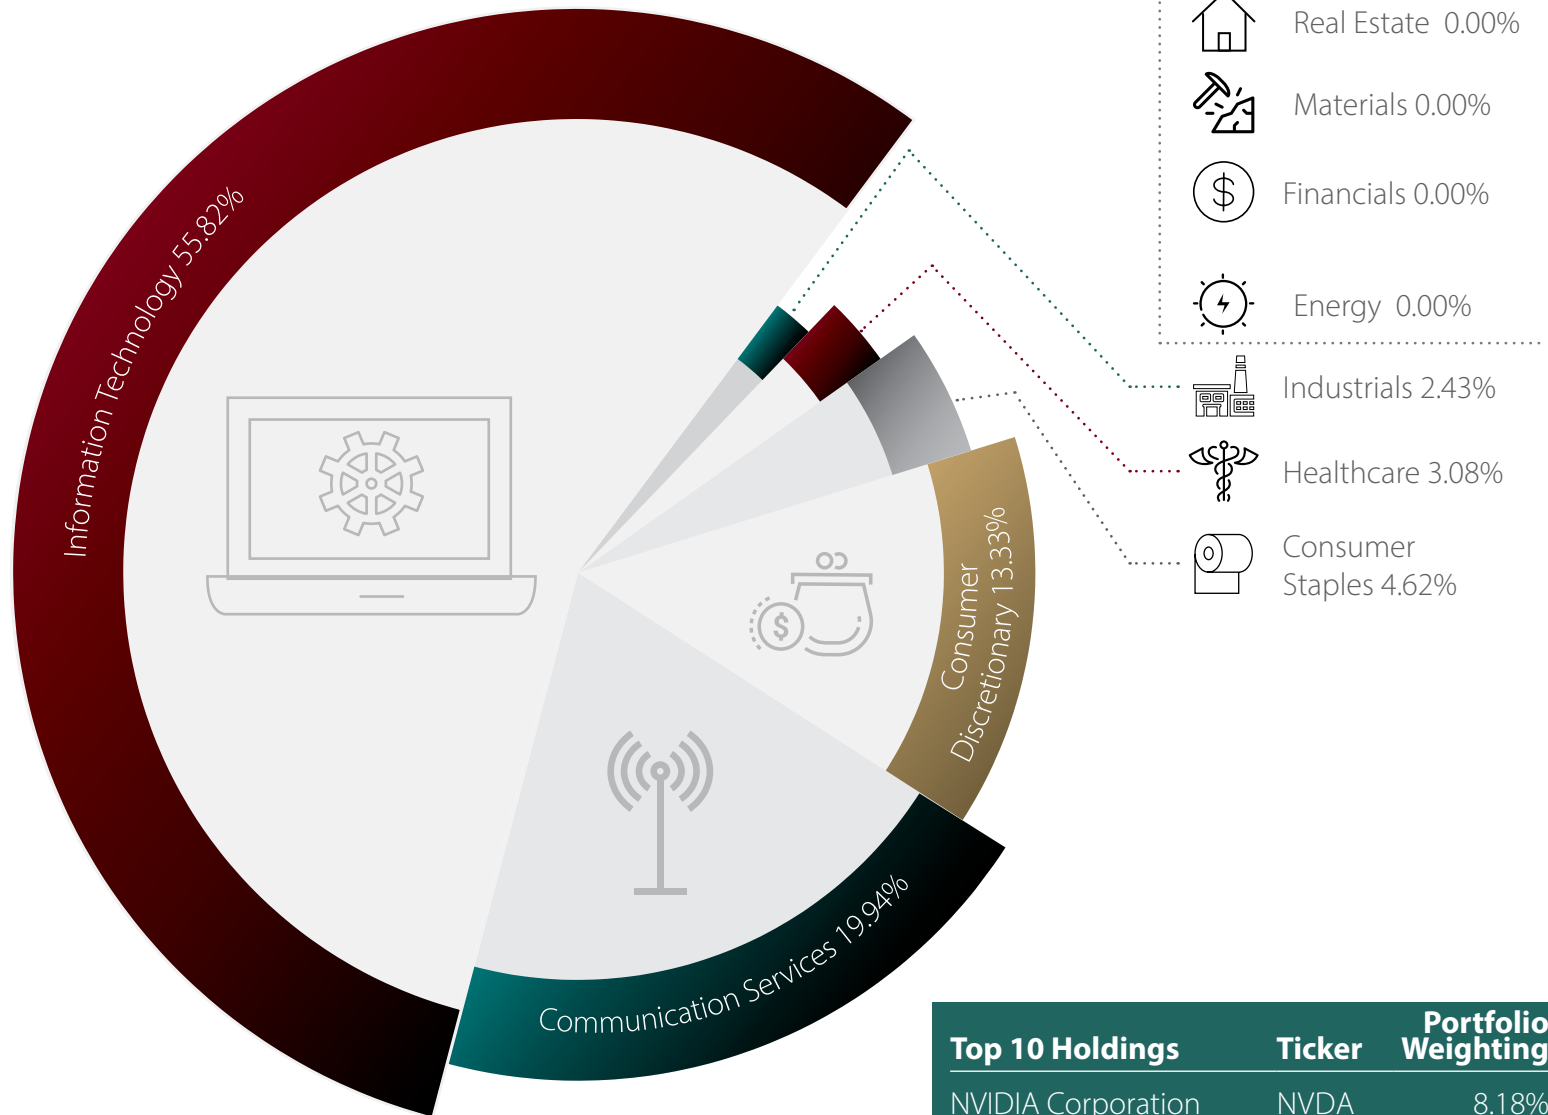 Real Estate 0.00%
Materials 0.00%
Financials 0.00%
Energy 0.00%
Industrials 2.43%
Healthcare 3.08%
Consumer
Staples 4.62%
Information Technology 55.82%
Consumer
Discretionary 13.33%
Communication Services 19.94%
$
$
Portfolio
Top 10 Holdings Ticker Weighting
NVIDIA Corporation NVDA 8.18%